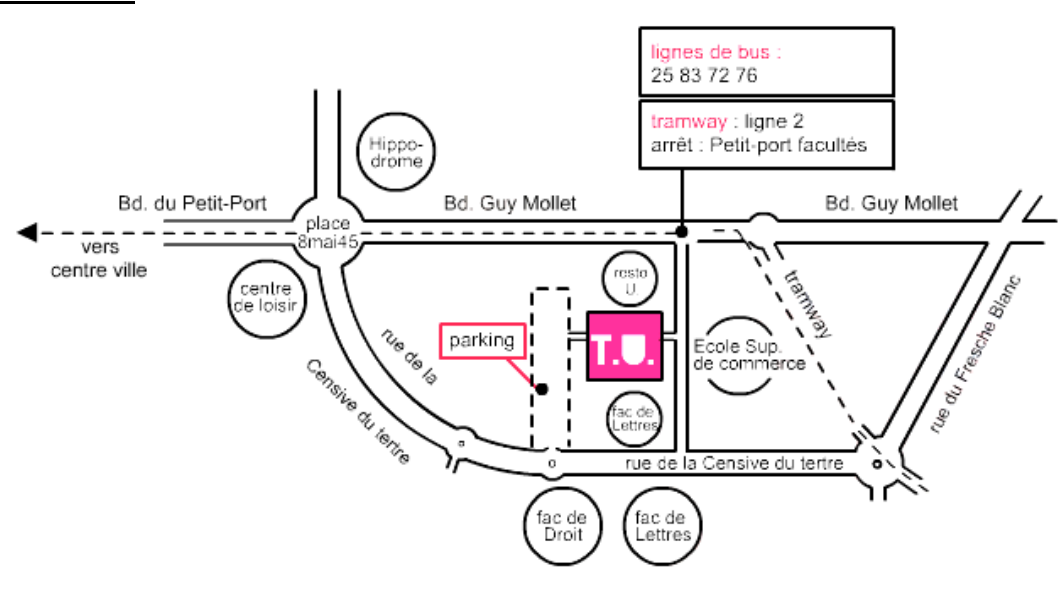 lignes de bus :
25 83 72 76
tramway : ligne 2
arrêt : Petit-port facultés
Hippo-
drome
Bd. du Petit-Port
Bd. Guy Mollet
Bd. Guy Mollet
place
8mai45
vers
centre ville
centre
de loisir
resto
U
tramway
parking
T.U.
Ecole Sup.
de commerce
rue de la
Censive du tertre
rue du Fresche Blanc
fac de
Lettres
rue de la Censive du tertre
fac de
Droit
fac de
Lettres